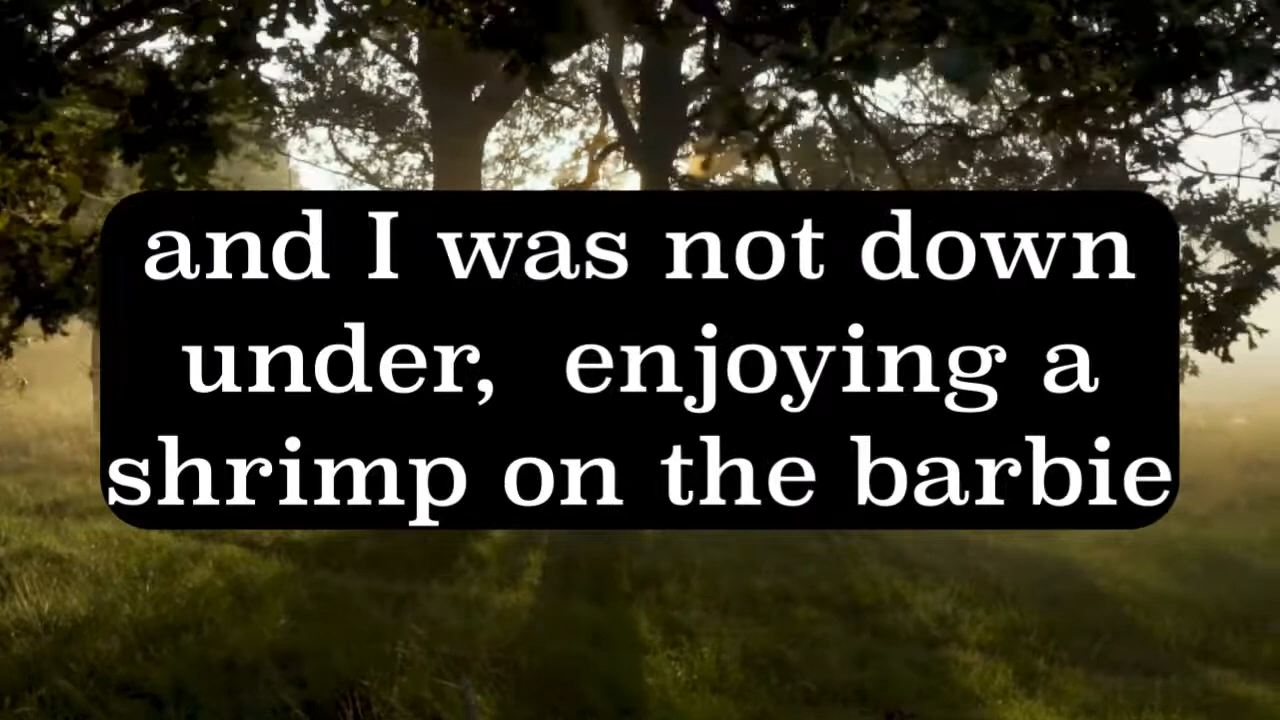 and I was not down
under,  enjoying a
shrimp on the barbie